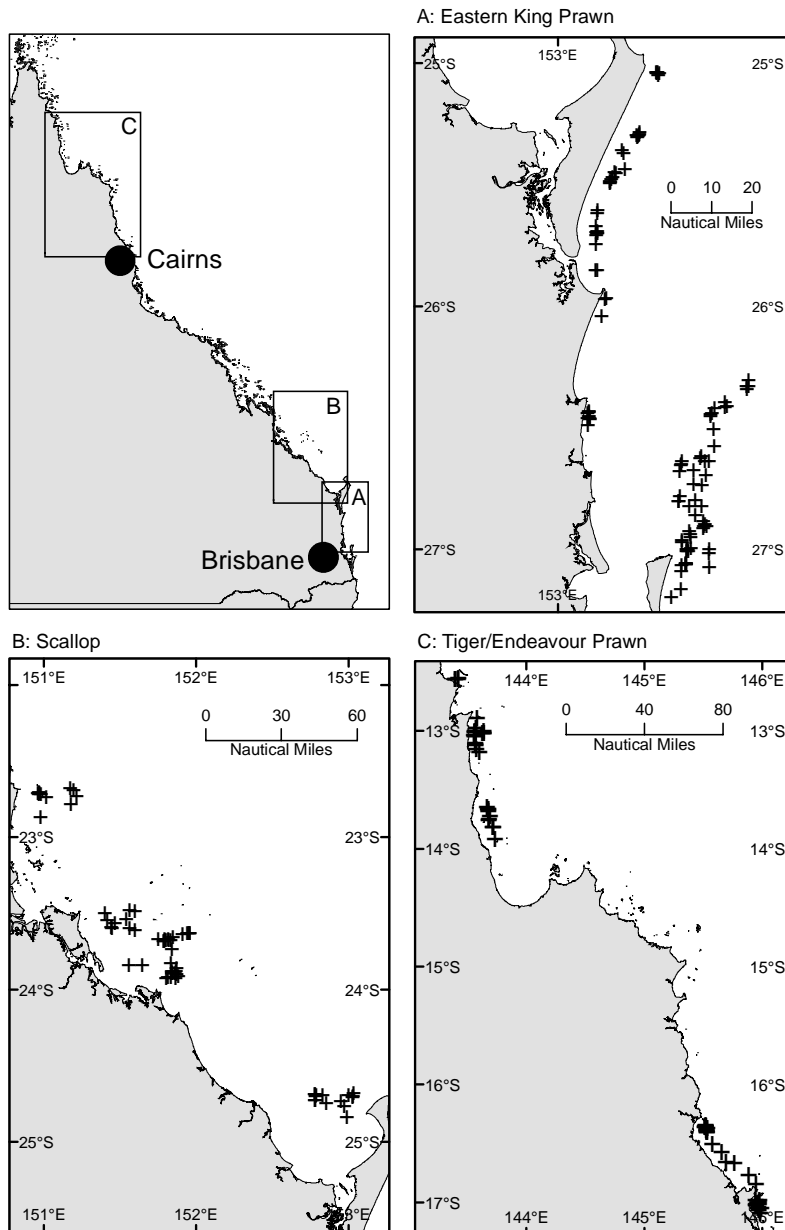 A: Eastern King Prawn
C
Cairns
B
A
Brisbane
153°E
25°S
25°S
0 10 20
Nautical Miles
26°S
26°S
27°S
27°S
153°E
B: Scallop
151°E
152°E
153°E
0 30 60
Nautical Miles
23°S
23°S
24°S
24°S
25°S
25°S
151°E
152°E
153°E
C: Tiger/Endeavour Prawn
144°E
145°E
146°E
0 40 80
Nautical Miles
13°S
13°S
14°S
14°S
15°S
15°S
16°S
16°S
17°S
17°S
144°E
145°E
146°E